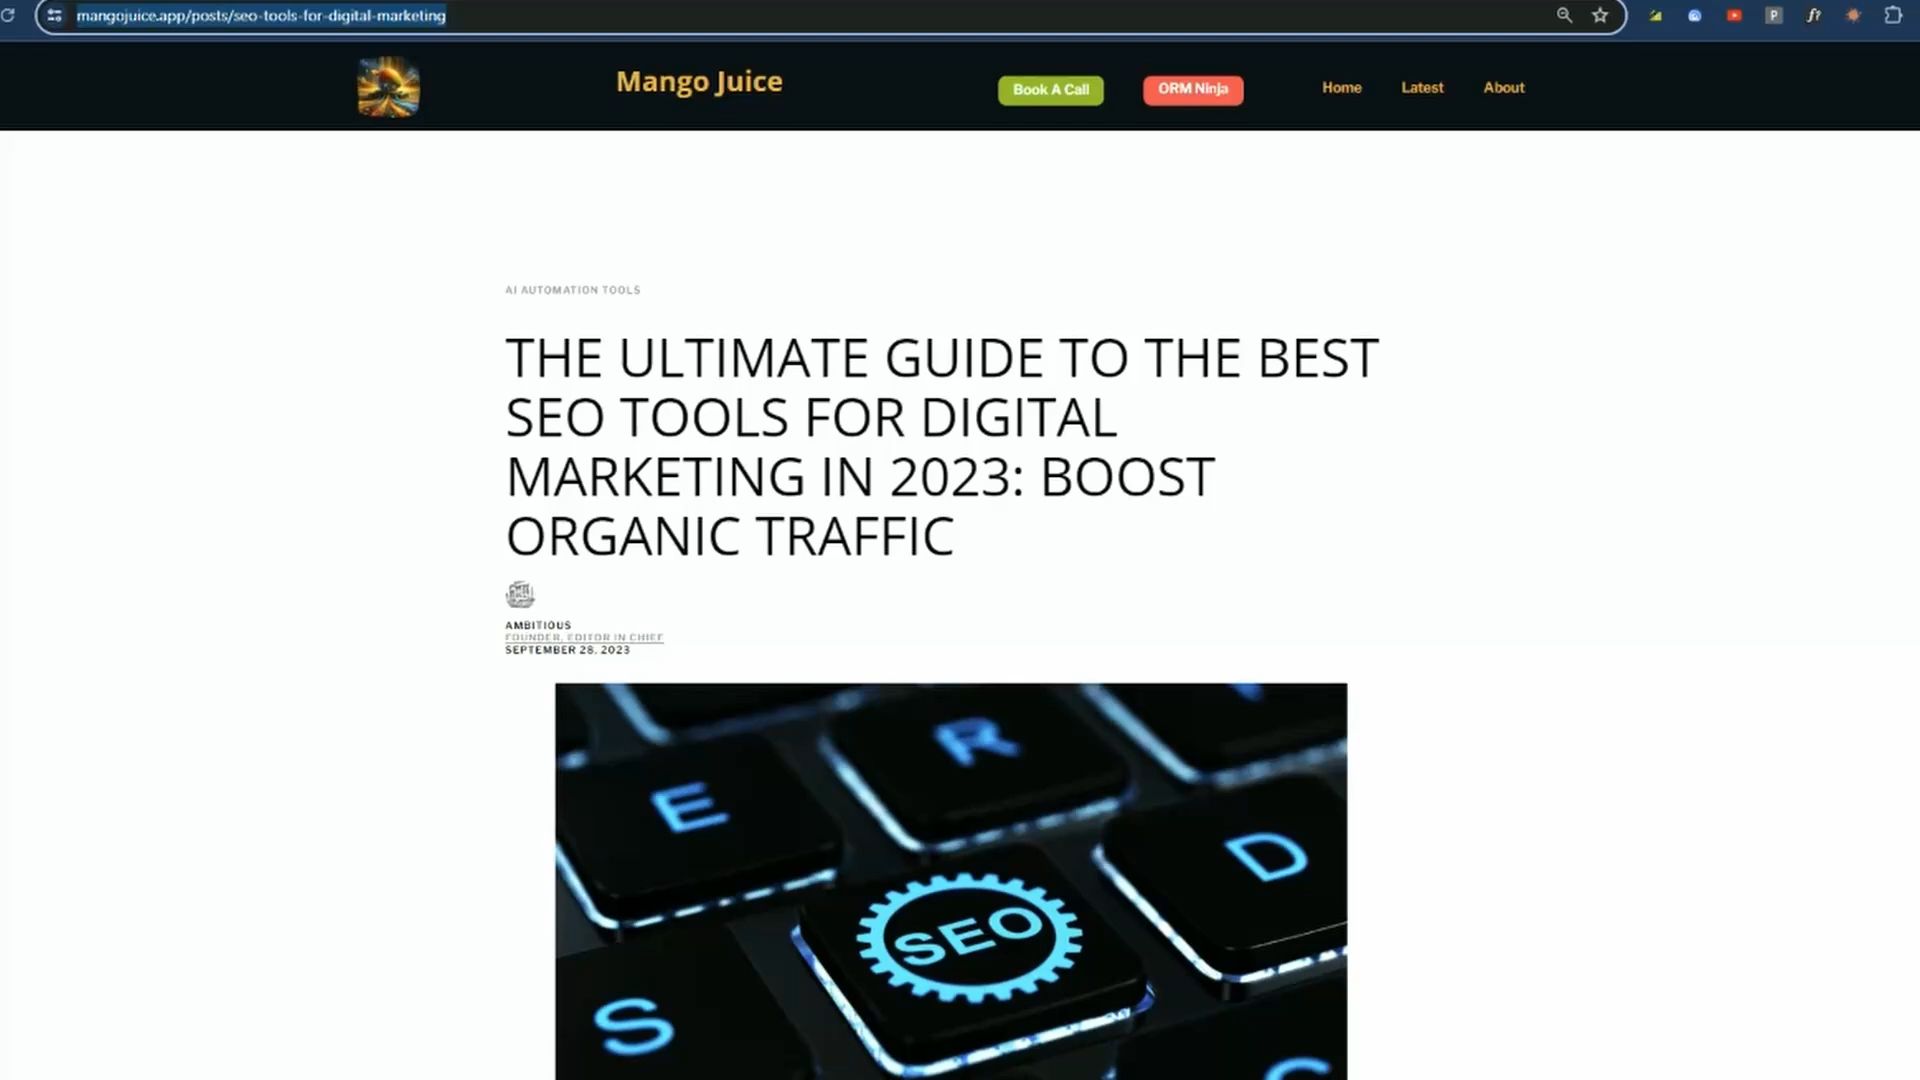 mangojuice.app/posts/seo-tools-for-digital-marketing
Mango Juice
Book A Call
ORM Ninja
Home
Latest
About
AI AUTOMATION TOOLS
THE ULTIMATE GUIDE TO THE BEST
SEO TOOLS FOR DIGITAL
MARKETING IN 2023: BOOST
ORGANIC TRAFFIC
AMBITIOUS
FOUNDER, EDITOR IN CHIEF
SEPTEMBER 28, 2023
R
E
D
SEO
S
C